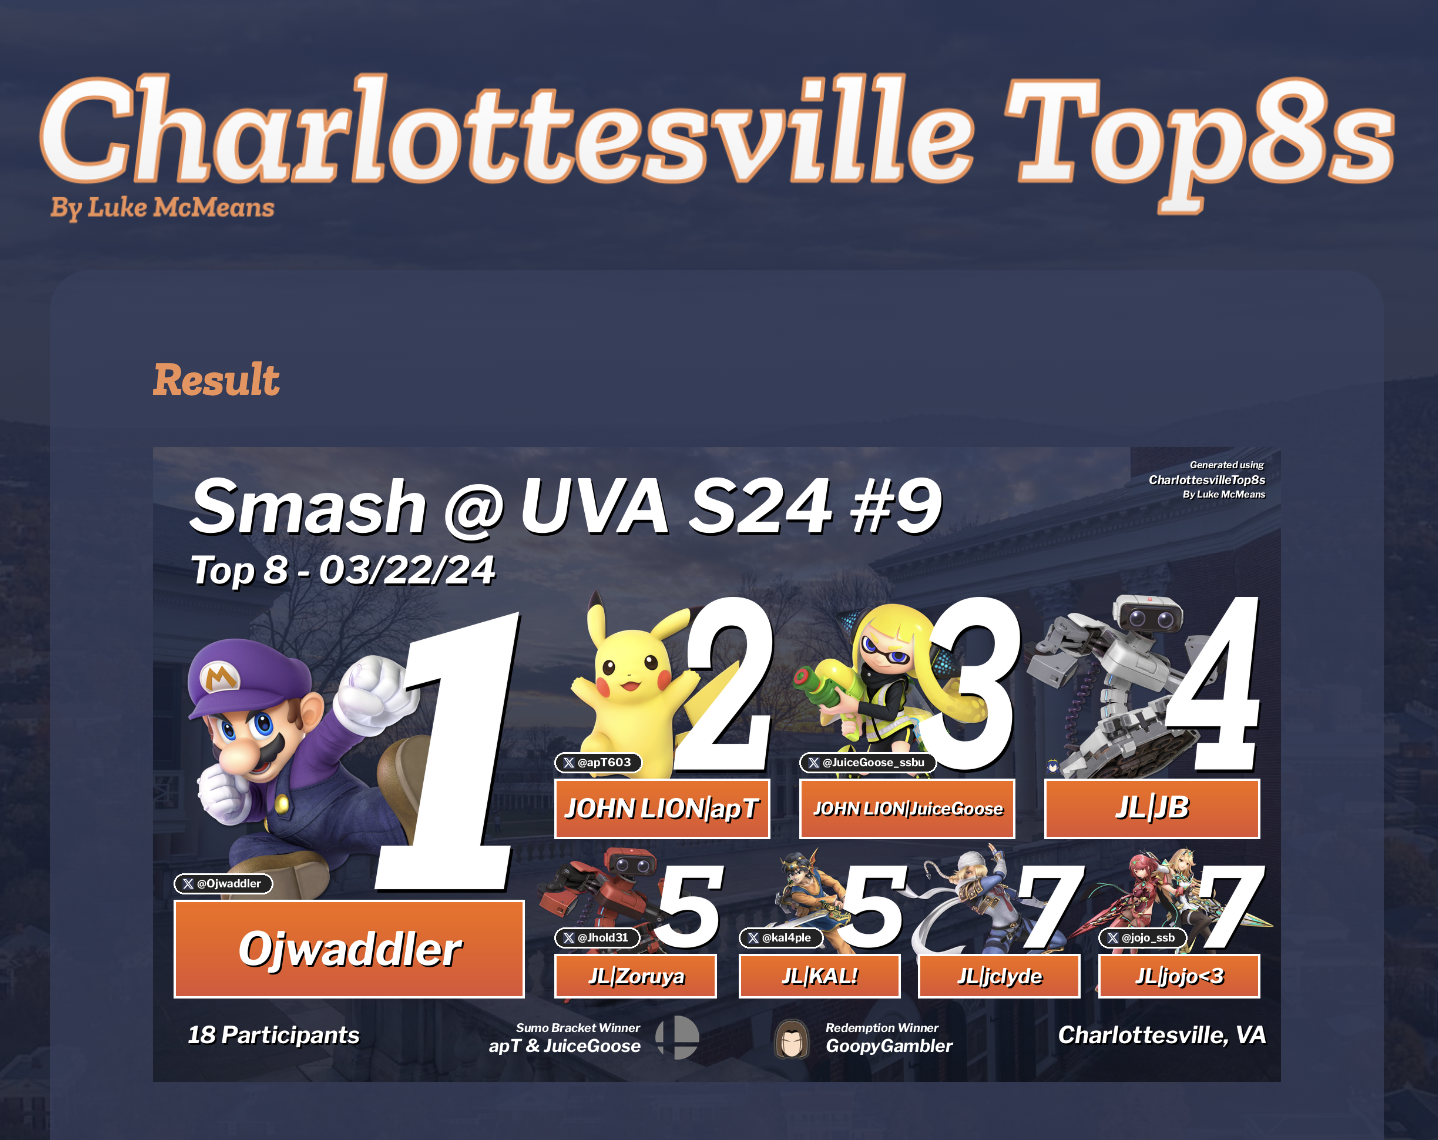 Charlottesville Top8s
By Luke McMeans
Result
Smash @ UVA S24 #9
Top 8 - 03/22/24
Generated using
CharlottesvilleTop8s
By Luke McMeans
M
1
@Ojwaddler
Ojwaddler
2
@apT603
JOHN LION|apT
3
@JuiceGoose_ssbu
JOHN LION|JuiceGoose
4
JL|JB
5
@Jhold31
JL|Zoruya
5
@kal4ple
JL|KAL!
7
JL|jclyde
7
@jojo_ssb
JL|jojo<3
18 Participants
Sumo Bracket Winner
apT & JuiceGoose
Redemption Winner
GoopyGambler
Charlottesville, VA